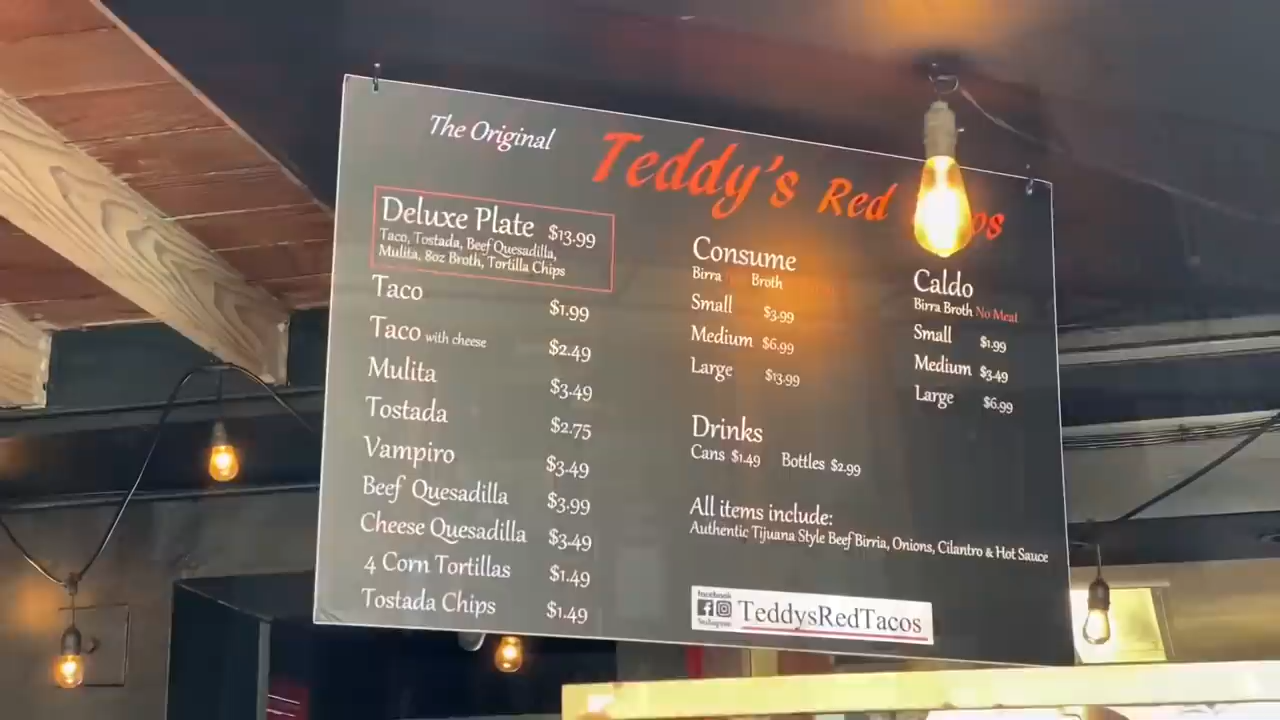 The Original
Teddy's Red
Deluxe Plate $13.99
Taco, Tostada, Beef Quesadilla,
Mulita, 8oz Broth, Tortilla Chips
Taco $1.99
Taco with cheese $2.49
Mulita $3.49
Tostada $2.75
Vampiro $3.49
Beef Quesadilla $3.99
Cheese Quesadilla $3.49
4 Corn Tortillas $1.49
Tostada Chips $1.49
Consume
Birra Broth
Small $3.99
Medium $6.99
Large $13.99
Caldo
Birra Broth No Meat
Small $1.99
Medium $3.49
Large $6.99
Drinks
Cans $1.49 Bottles $2.99
All items include:
Authentic Tijuana Style Beef Birria, Onions, Cilantro & Hot Sauce
facebook
Instagram
TeddysRedTacos